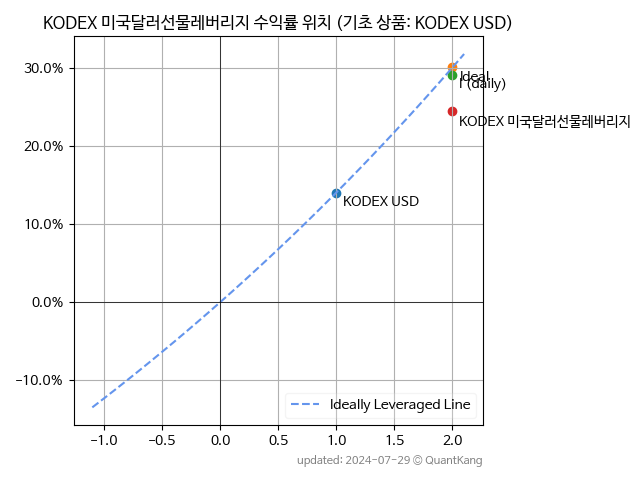 KODEX 미국달러선물레버리지 수익률 위치 (기초 상품: KODEX USD)
30.0%
20.0%
10.0%
0.0%
-10.0%
Ideal
l (daily)
KODEX 미국달러선물레버리지
KODEX USD
Ideally Leveraged Line
-1.0
-0.5
0.0
0.5
1.0
1.5
2.0
updated: 2024-07-29 © QuantKang